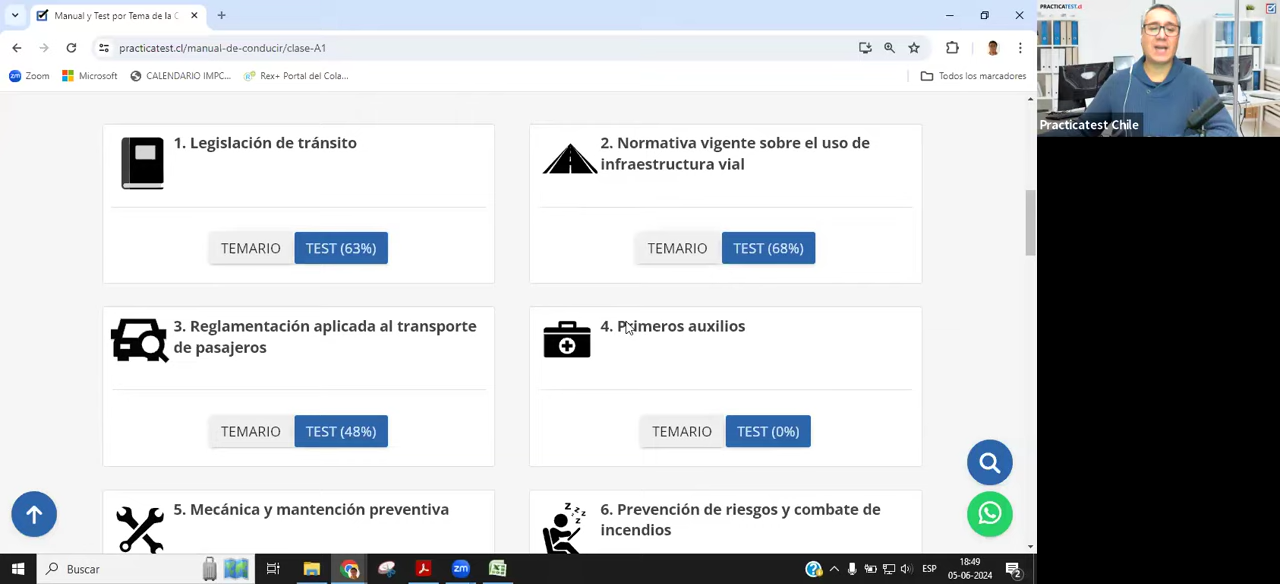 Manual y Test por Tema de la C
practicatest.cl/manual-de-conducir/clase-A1
Zoom
Microsoft
CALENDARIO IMPC...
Rex+ Portal del Cola...
Todos los marcadores
PRACTICATEST.cl
Practicatest Chile
1. Legislación de tránsito
TEMARIO
TEST (63%)
2. Normativa vigente sobre el uso de
infraestructura vial
TEMARIO
TEST (68%)
3. Reglamentación aplicada al transporte
de pasajeros
TEMARIO
TEST (48%)
4. Primeros auxilios
TEMARIO
TEST (0%)
5. Mecánica y mantención preventiva
6. Prevención de riesgos y combate de
incendios
Buscar
ESP
18:49
05-06-2024